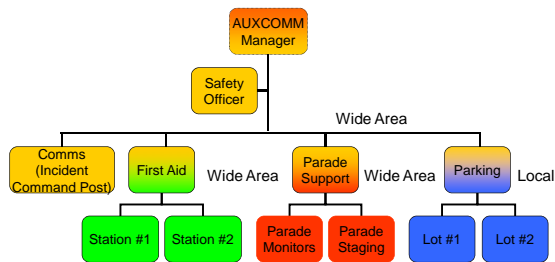 AUXCOMM
Manager
Safety
Officer
Wide Area
Comms
(Incident
Command Post)
First Aid
Wide Area
Parade
Support
Wide Area
Parking
Local
Station #1
Station #2
Parade
Monitors
Parade
Staging
Lot #1
Lot #2